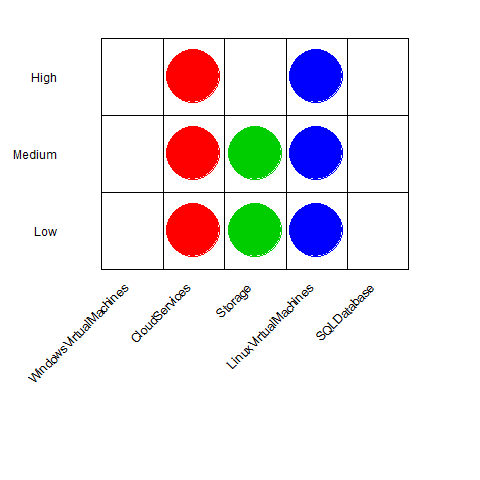 High
Medium
Low
WindowsVirtualMachines
CloudServices
Storage
LinuxVirtualMachines
SQLDatabase